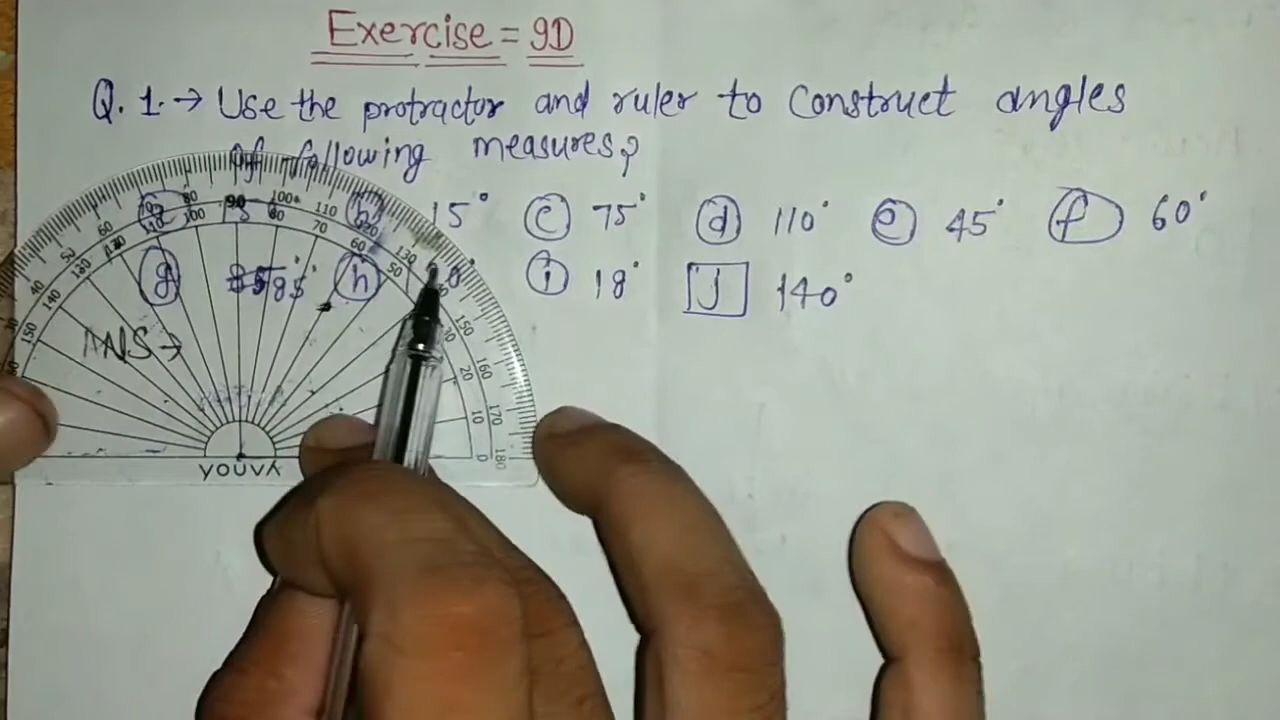 Exercise = 9D
Q. 1. → Use the protractor and ruler to construct angles
of following measures?
(a) 5 (b) 15° (c) 75° (d) 110° (e) 45° (f) 60°
(g) 85° (h) (i) 18° J 140°
ANS →
YOUVA